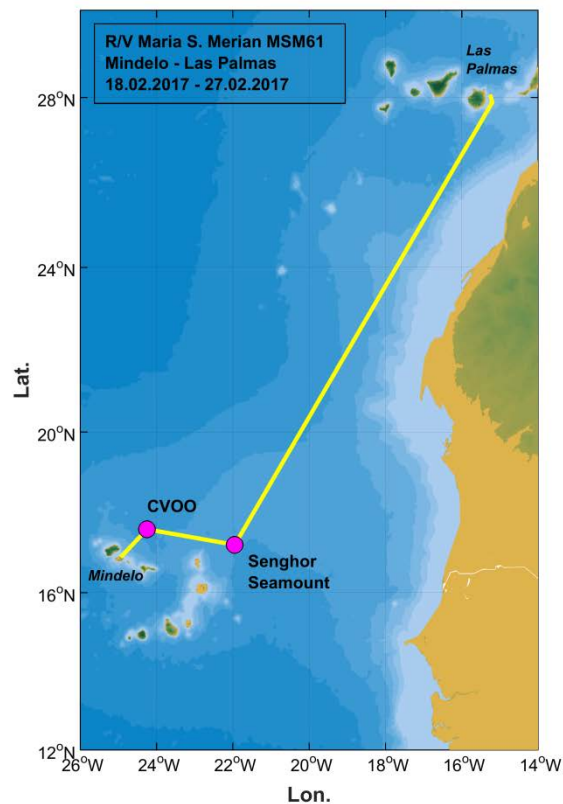 R/V Maria S. Merian MSM61
Mindelo - Las Palmas
18.02.2017 - 27.02.2017
Las
Palmas
28°N
24°N
Lat.
20°N
CVOO
Mindelo
Senghor
Seamount
16°N
12°N
26°W 24°W 22°W 20°W 18°W 16°W 14°W
Lon.